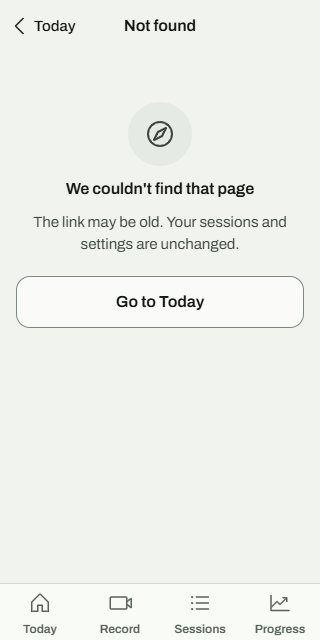 Today
Not found
We couldn't find that page
The link may be old. Your sessions and
settings are unchanged.
Go to Today
Today
Record
Sessions
Progress